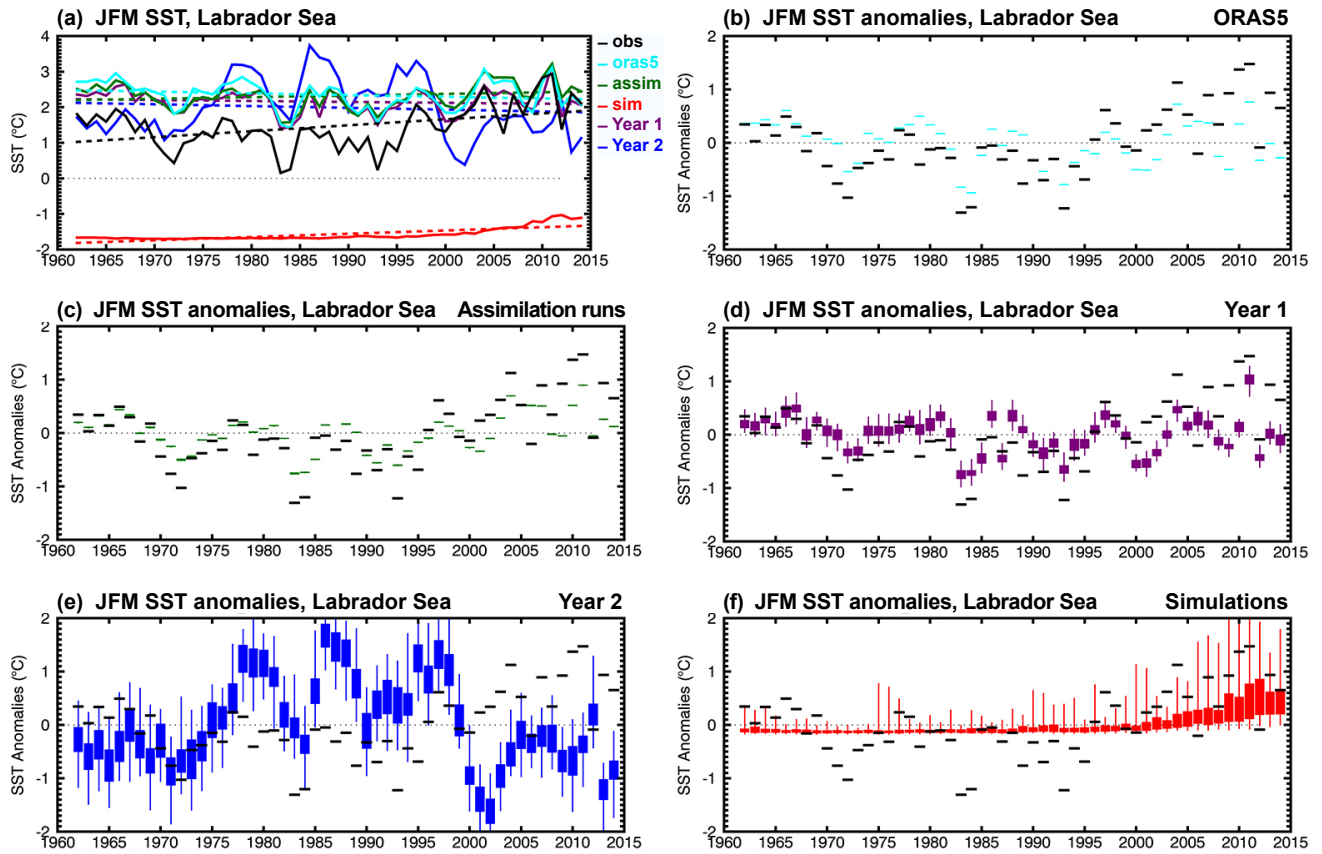 (a) JFM SST, Labrador Sea
SST (°C)
4
3
2
1
0
-1
-2
1960 1965 1970 1975 1980 1985 1990 1995 2000 2005 2010 2015
obs
oras5
assim
sim
Year 1
Year 2
(b) JFM SST anomalies, Labrador Sea ORAS5
SST Anomalies (°C)
2
1
0
-1
-2
1960 1965 1970 1975 1980 1985 1990 1995 2000 2005 2010 2015
(c) JFM SST anomalies, Labrador Sea Assimilation runs
SST Anomalies (°C)
2
1
0
-1
-2
1960 1965 1970 1975 1980 1985 1990 1995 2000 2005 2010 2015
(d) JFM SST anomalies, Labrador Sea Year 1
SST Anomalies (°C)
2
1
0
-1
-2
1960 1965 1970 1975 1980 1985 1990 1995 2000 2005 2010 2015
(e) JFM SST anomalies, Labrador Sea Year 2
SST Anomalies (°C)
2
1
0
-1
-2
1960 1965 1970 1975 1980 1985 1990 1995 2000 2005 2010 2015
(f) JFM SST anomalies, Labrador Sea Simulations
SST Anomalies (°C)
2
1
0
-1
-2
1960 1965 1970 1975 1980 1985 1990 1995 2000 2005 2010 2015